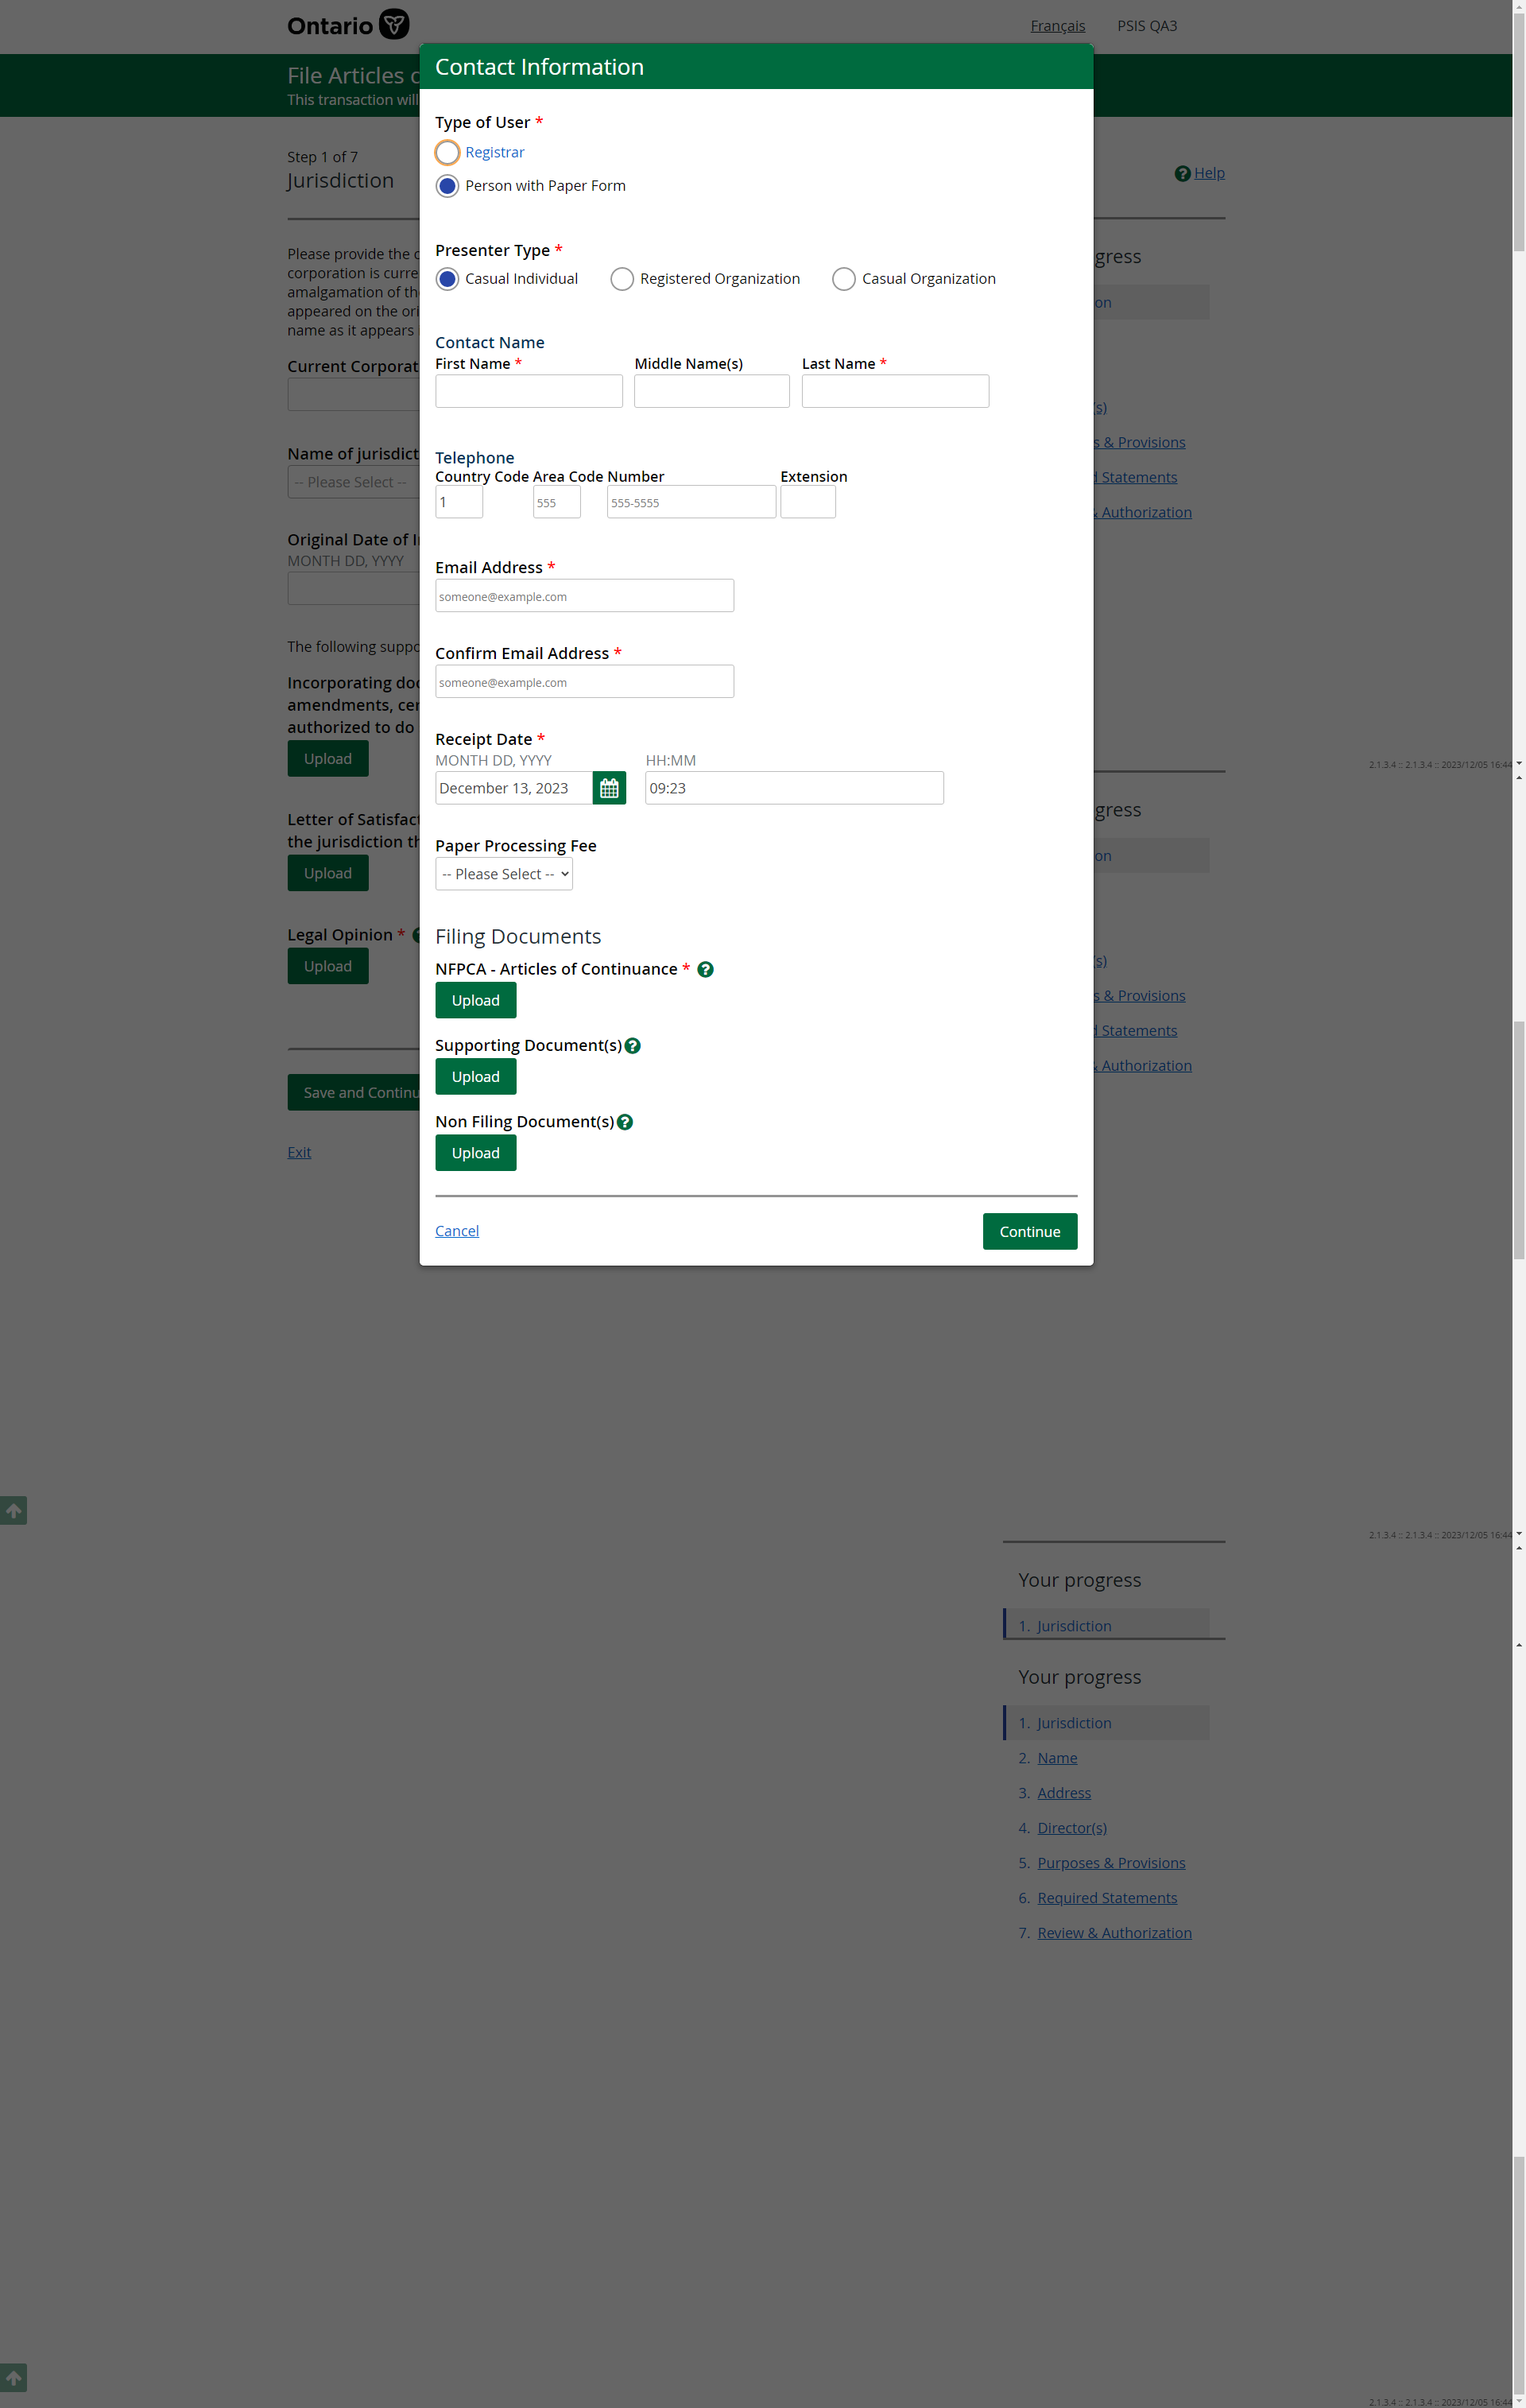 Ontario
Français
PSIS QA3
File Articles
This transaction will
Step 1 of 7
Jurisdiction
Help
Please provide the
corporation is curre
amalgamation of th
appeared on the ori
name as it appears
Current Corporat
Name of jurisdict
-- Please Select --
Original Date of I
MONTH DD, YYYY
The following suppo
Incorporating doc
amendments, cer
authorized to do
Upload
Letter of Satisfact
the jurisdiction th
Upload
Legal Opinion *
Upload
Save and Continu
Exit
Contact Information
Type of User *
Registrar
Person with Paper Form
Presenter Type *
Casual Individual
Registered Organization
Casual Organization
Contact Name
First Name *
Middle Name(s)
Last Name *
Telephone
Country Code
Area Code
Number
Extension
1
555
555-5555
Email Address *
someone@example.com
Confirm Email Address *
someone@example.com
Receipt Date *
MONTH DD, YYYY
HH:MM
December 13, 2023
09:23
Paper Processing Fee
-- Please Select --
Filing Documents
NFPCA - Articles of Continuance *
Upload
Supporting Document(s)
Upload
Non Filing Document(s)
Upload
Cancel
Continue
gress
on
(s)
s & Provisions
d Statements
& Authorization
2.1.3.4 :: 2.1.3.4 :: 2023/12/05 16:44
gress
on
(s)
s & Provisions
d Statements
& Authorization
2.1.3.4 :: 2.1.3.4 :: 2023/12/05 16:44
Your progress
1. Jurisdiction
Your progress
1. Jurisdiction
2. Name
3. Address
4. Director(s)
5. Purposes & Provisions
6. Required Statements
7. Review & Authorization
2.1.3.4 :: 2.1.3.4 :: 2023/12/05 16:44